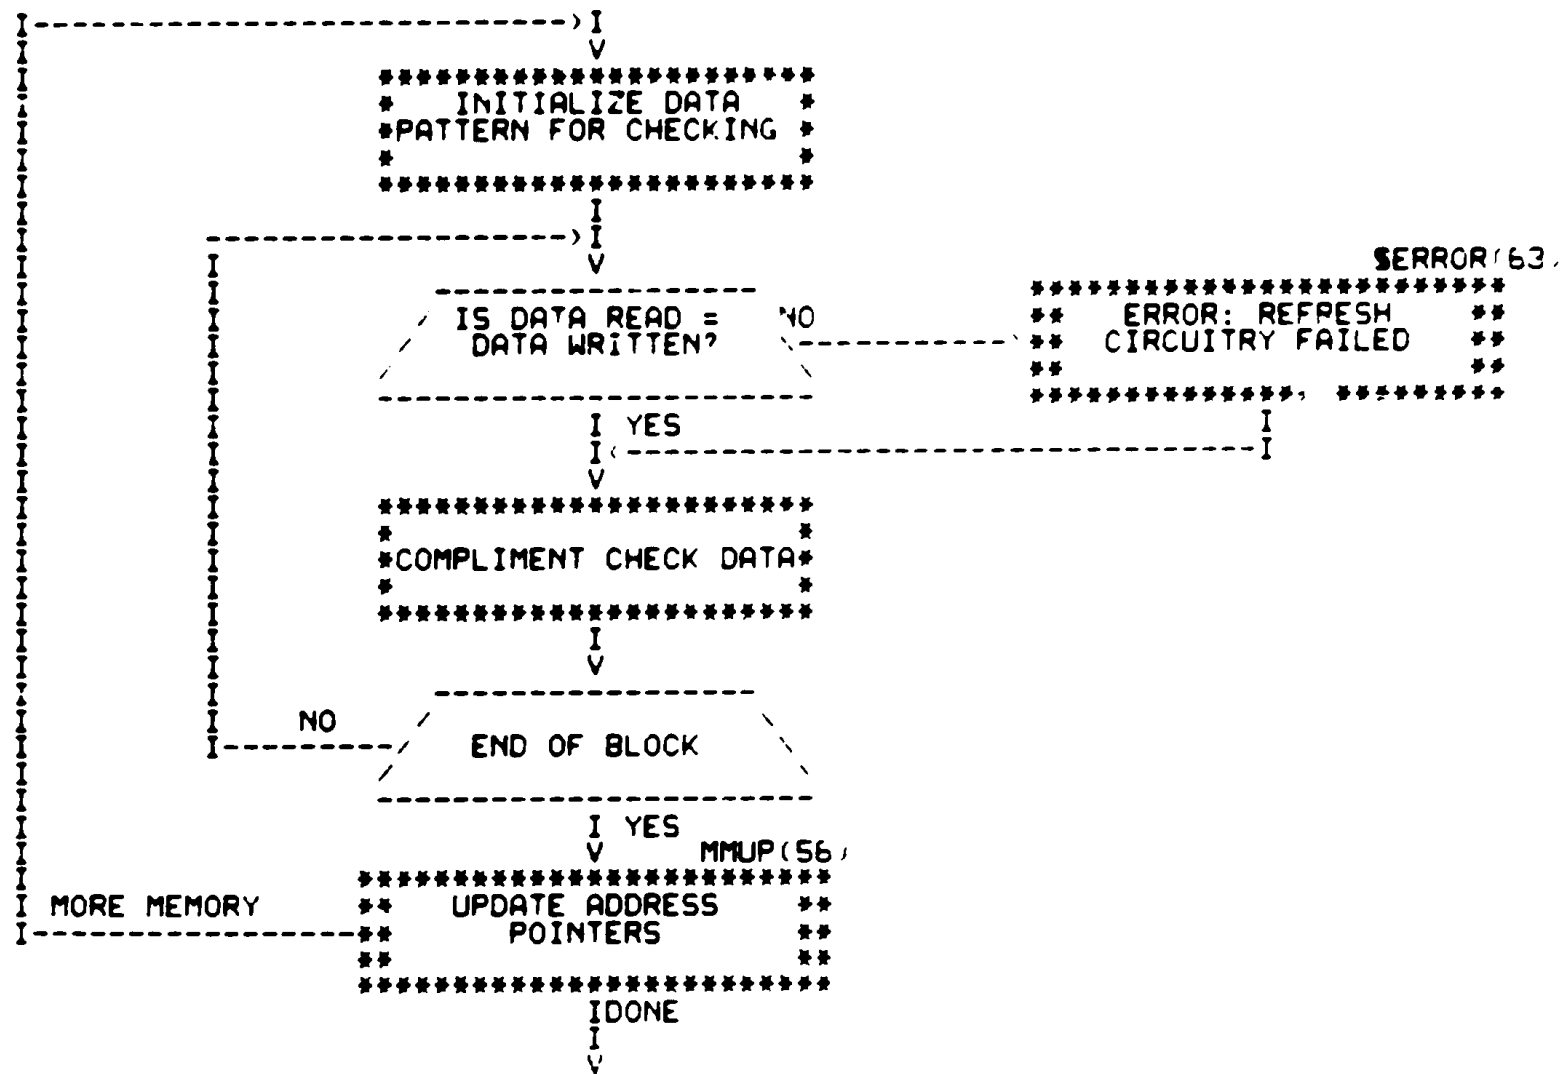 INITIALIZE DATA
PATTERN FOR CHECKING
$ERROR(63)
IS DATA READ =
DATA WRITTEN?
NO
ERROR: REFRESH
CIRCUITRY FAILED
YES
COMPLIMENT CHECK DATA
NO
END OF BLOCK
YES
MMUP(56)
MORE MEMORY
UPDATE ADDRESS
POINTERS
DONE